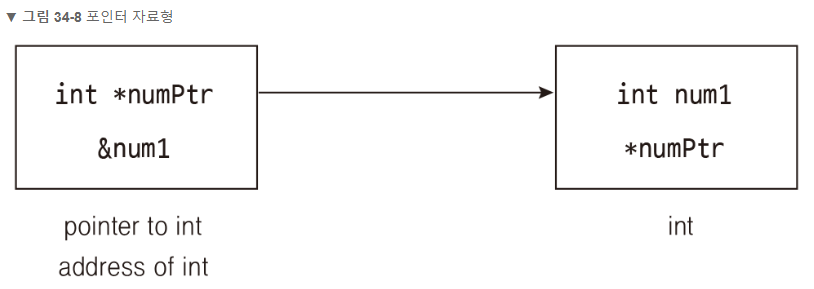 ▼ 그림 34-8 포인터 자료형
int *numPtr
&num1
int num1
*numPtr
pointer to int
address of int
int